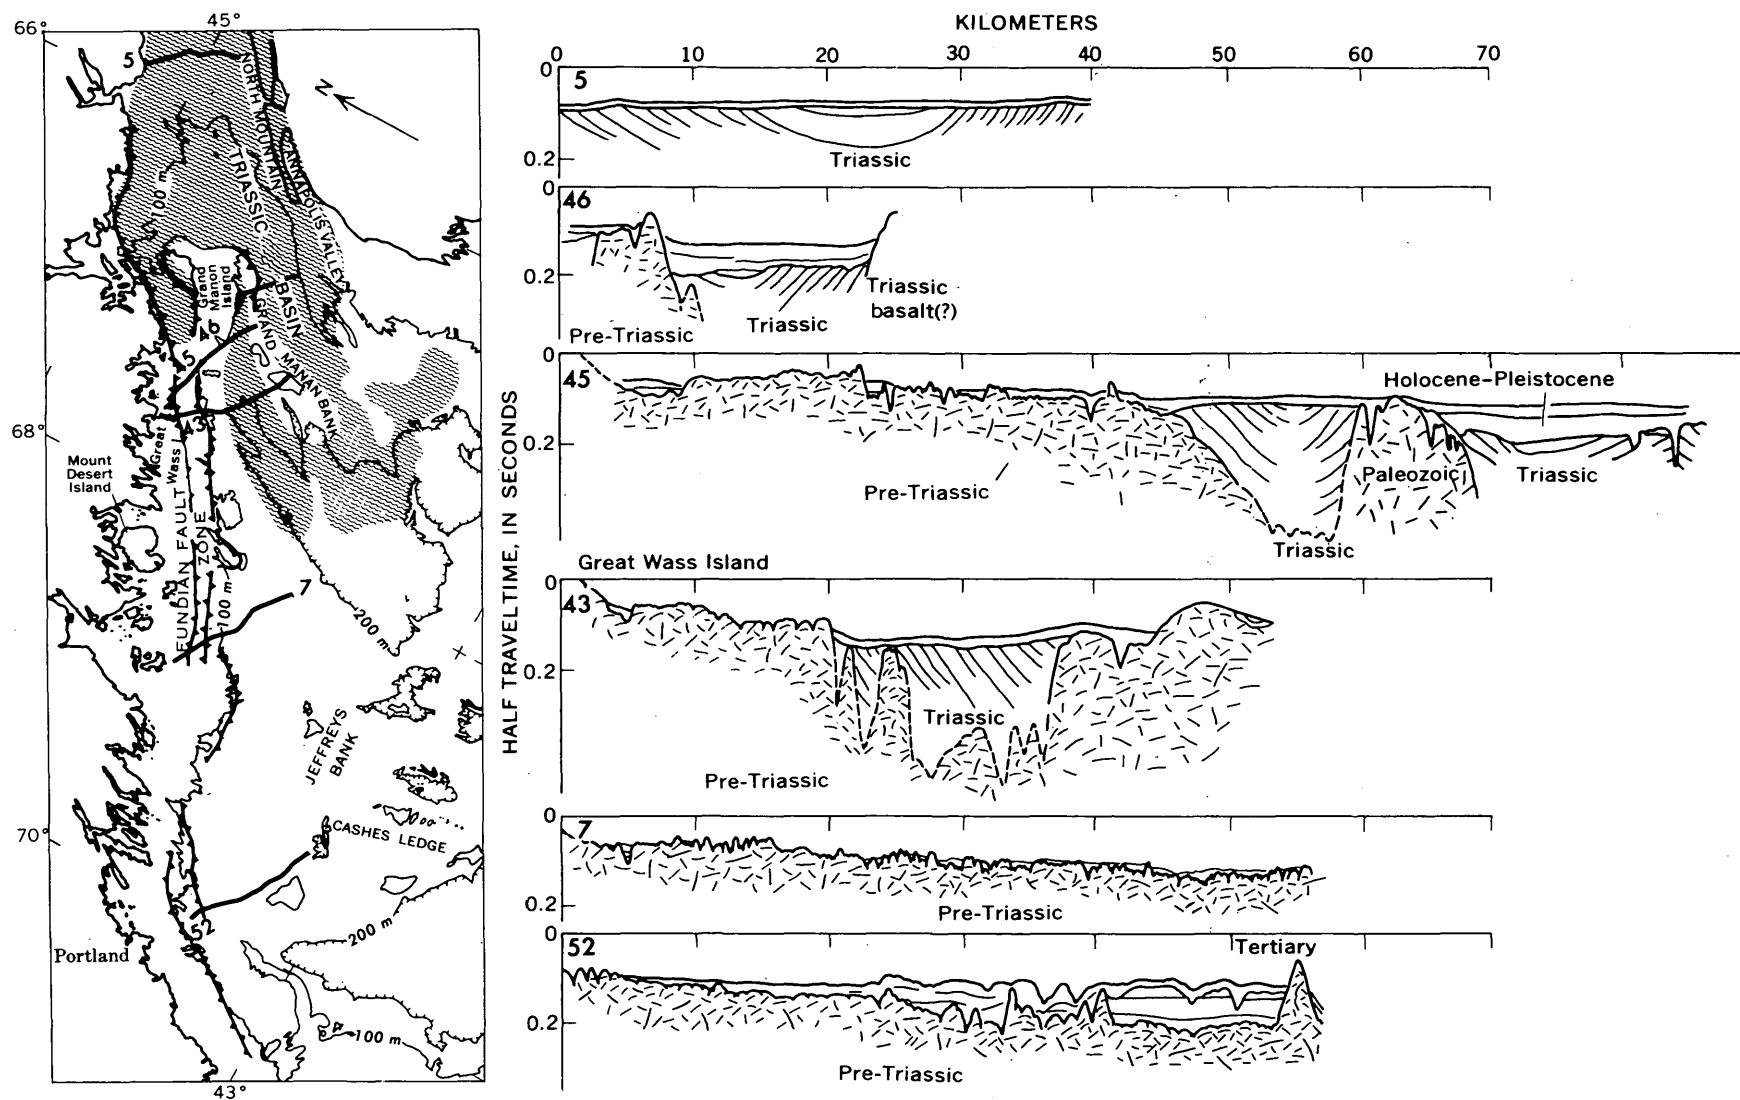 66°
45°
5
N
NORTH MOUNTAIN
ANNAPOLIS VALLEY
TRIASSIC
BASIN
100 m
Grand
Manon
Island
GRAND MANAN BANK
46
5
43
68°
Great
Wass I
Mount
Desert
Island
FUNDIAN FAULT
ZONE
100 m
7
200 m
JEFFREYS
BANK
CASHES LEDGE
70°
52
Portland
200 m
100 m
43°
KILOMETERS
0 10 20 30 40 50 60 70
HALF TRAVELTIME, IN SECONDS
0
5
0.2
Triassic
0
46
0.2
Triassic
basalt(?)
Triassic
Pre-Triassic
0
45
Holocene-Pleistocene
0.2
Paleozoic
Triassic
Pre-Triassic
Triassic
Great Wass Island
0
43
0.2
Triassic
Pre-Triassic
0
7
0.2
Pre-Triassic
0
52
Tertiary
0.2
Pre-Triassic